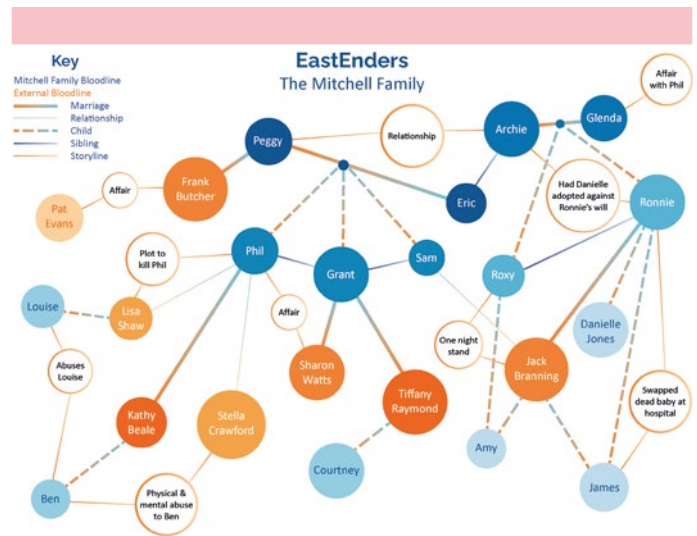 EastEnders
The Mitchell Family
Key
Mitchell Family Bloodline
External Bloodline
Marriage
Relationship
Child
Sibling
Storyline
Affair
with Phil
Glenda
Archie
Relationship
Peggy
Frank
Butcher
Affair
Pat
Evans
Eric
Had Danielle
adopted against
Ronnie's will
Ronnie
Phil
Grant
Sam
Roxy
Plot to
kill Phil
Louise
Lisa
Shaw
Affair
Danielle
Jones
One night
stand
Jack
Branning
Sharon
Watts
Abuses
Louise
Kathy
Beale
Stella
Crawford
Tiffany
Raymond
Swapped
dead baby at
hospital
Amy
Courtney
James
Ben
Physical &
mental abuse
to Ben